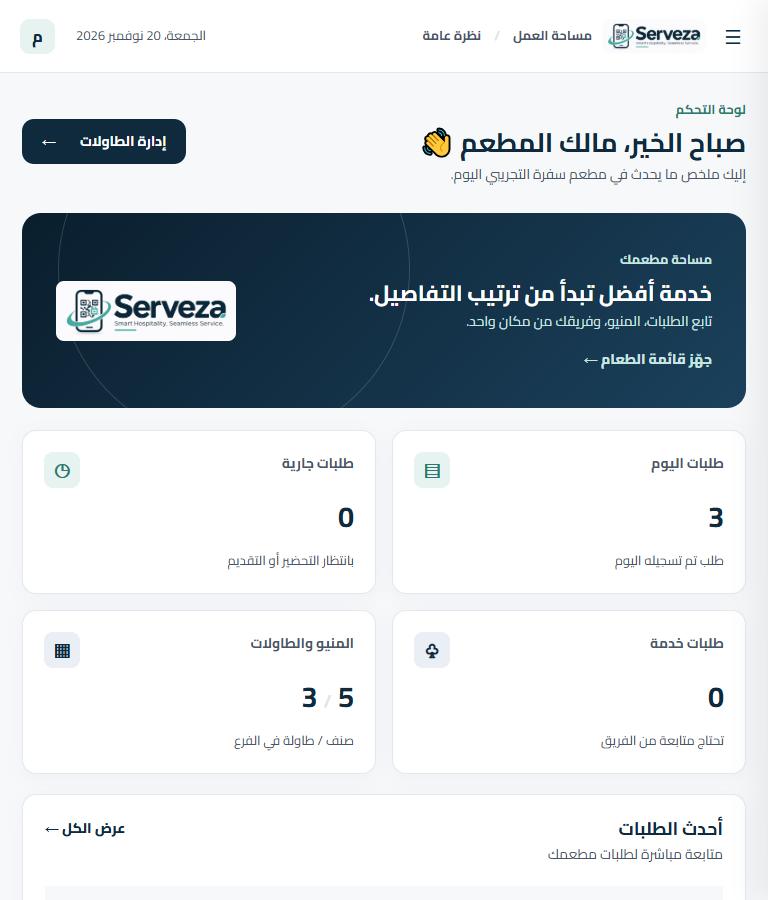 ☰
Serveza
Smart Hospitality, Seamless Service.
مساحة العمل / نظرة عامة
الجمعة، 20 نوفمبر 2026
م
لوحة التحكم
صباح الخير، مالك المطعم 👋
إليك ملخص ما يحدث في مطعم سفرة التجريبي اليوم.
إدارة الطاولات ←
مساحة مطعمك
خدمة أفضل تبدأ من ترتيب التفاصيل.
تابع الطلبات، المنيو، وفريقك من مكان واحد.
جهّز قائمة الطعام ←
Serveza
Smart Hospitality, Seamless Service.
طلبات اليوم
3
طلب تم تسجيله اليوم
طلبات جارية
0
بانتظار التحضير أو التقديم
طلبات خدمة
0
تحتاج متابعة من الفريق
المنيو والطاولات
5 / 3
صنف / طاولة في الفرع
أحدث الطلبات
متابعة مباشرة لطلبات مطعمك
عرض الكل ←